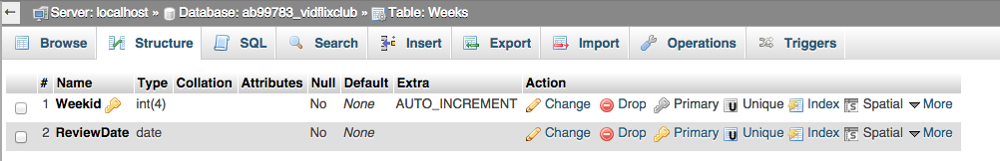 Server: localhost » Database: ab99783_vidflixclub » Table: Weeks
Browse Structure SQL Search Insert Export Import Operations Triggers
# Name Type Collation Attributes Null Default Extra Action
1 Weekid int(4) No None AUTO_INCREMENT Change Drop Primary Unique Index Spatial More
2 ReviewDate date No None Change Drop Primary Unique Index Spatial More